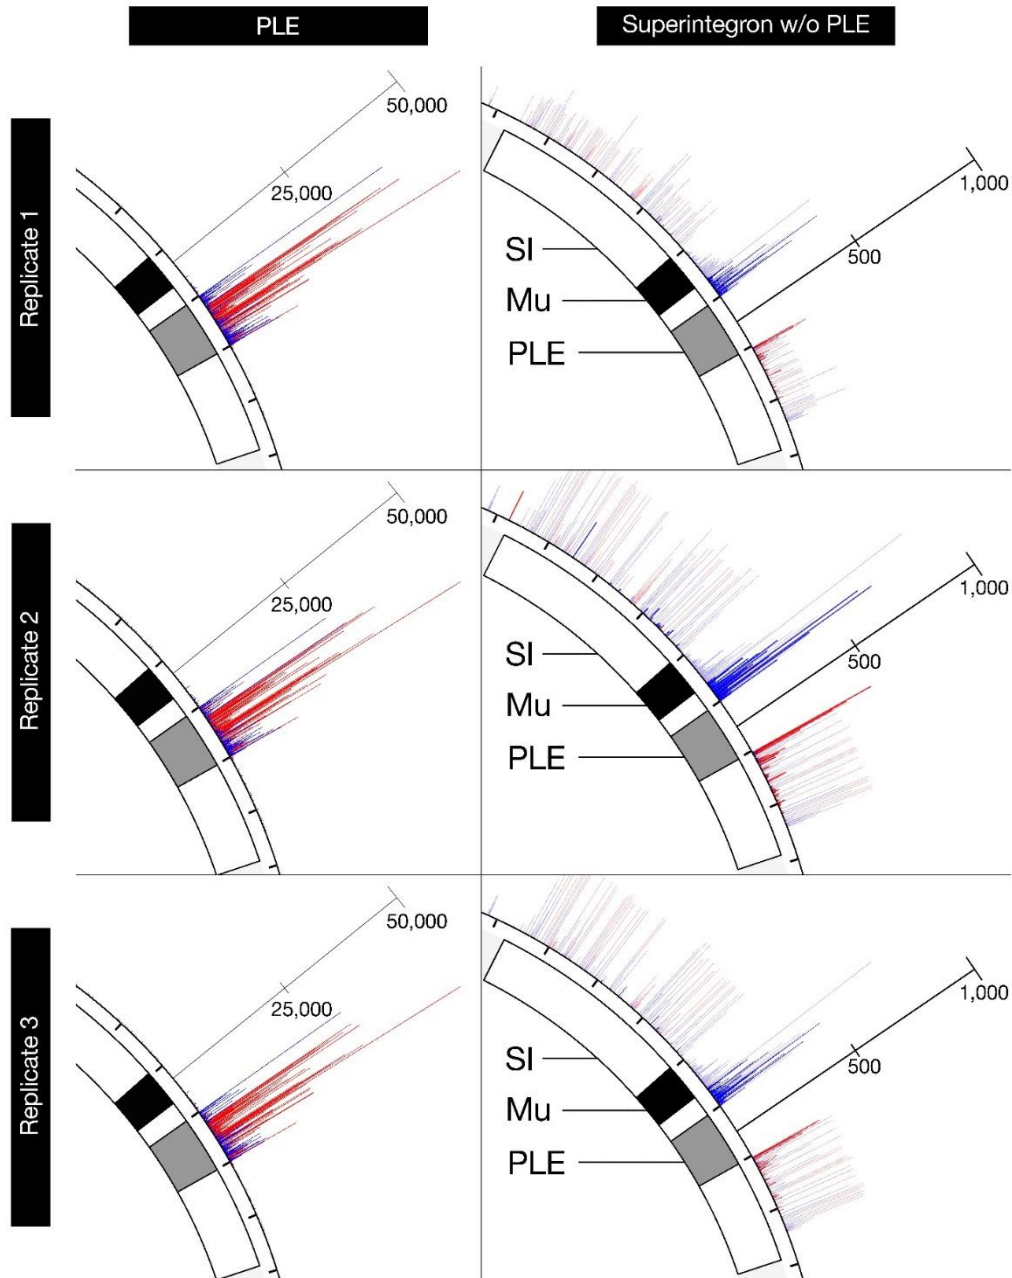 PLE
Superintegron w/o PLE
Replicate 1
50,000
25,000
1,000
500
SI
Mu
PLE
Replicate 2
50,000
25,000
1,000
500
SI
Mu
PLE
Replicate 3
50,000
25,000
1,000
500
SI
Mu
PLE